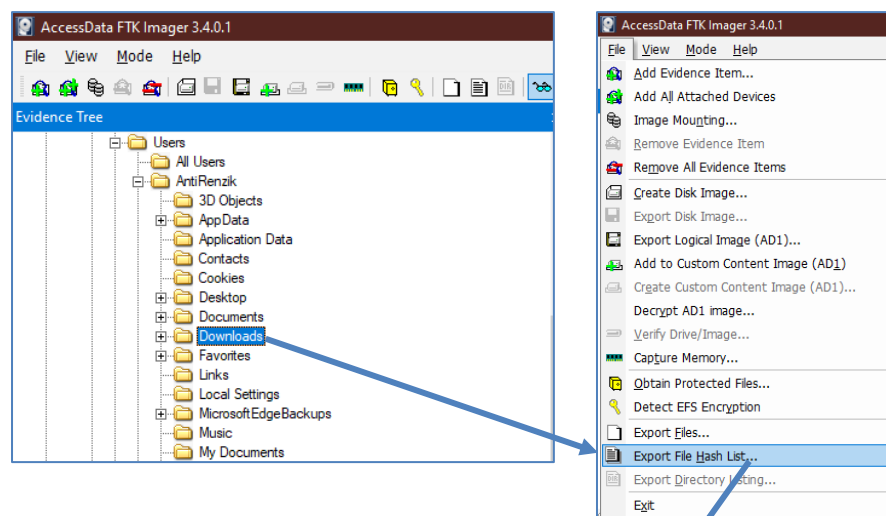 AccessData FTK Imager 3.4.0.1
File View Mode Help
Evidence Tree
Users
All Users
AntiRenzik
3D Objects
AppData
Application Data
Contacts
Cookies
Desktop
Documents
Downloads
Favorites
Links
Local Settings
MicrosoftEdgeBackups
Music
My Documents
AccessData FTK Imager 3.4.0.1
File View Mode Help
Add Evidence Item...
Add All Attached Devices
Image Mounting...
Remove Evidence Item
Remove All Evidence Items
Create Disk Image...
Export Disk Image...
Export Logical Image (AD1)...
Add to Custom Content Image (AD1)
Create Custom Content Image (AD1)...
Decrypt AD1 image...
Verify Drive/Image...
Capture Memory...
Obtain Protected Files...
Detect EFS Encryption
Export Files...
Export File Hash List...
Export Directory Listing...
Exit